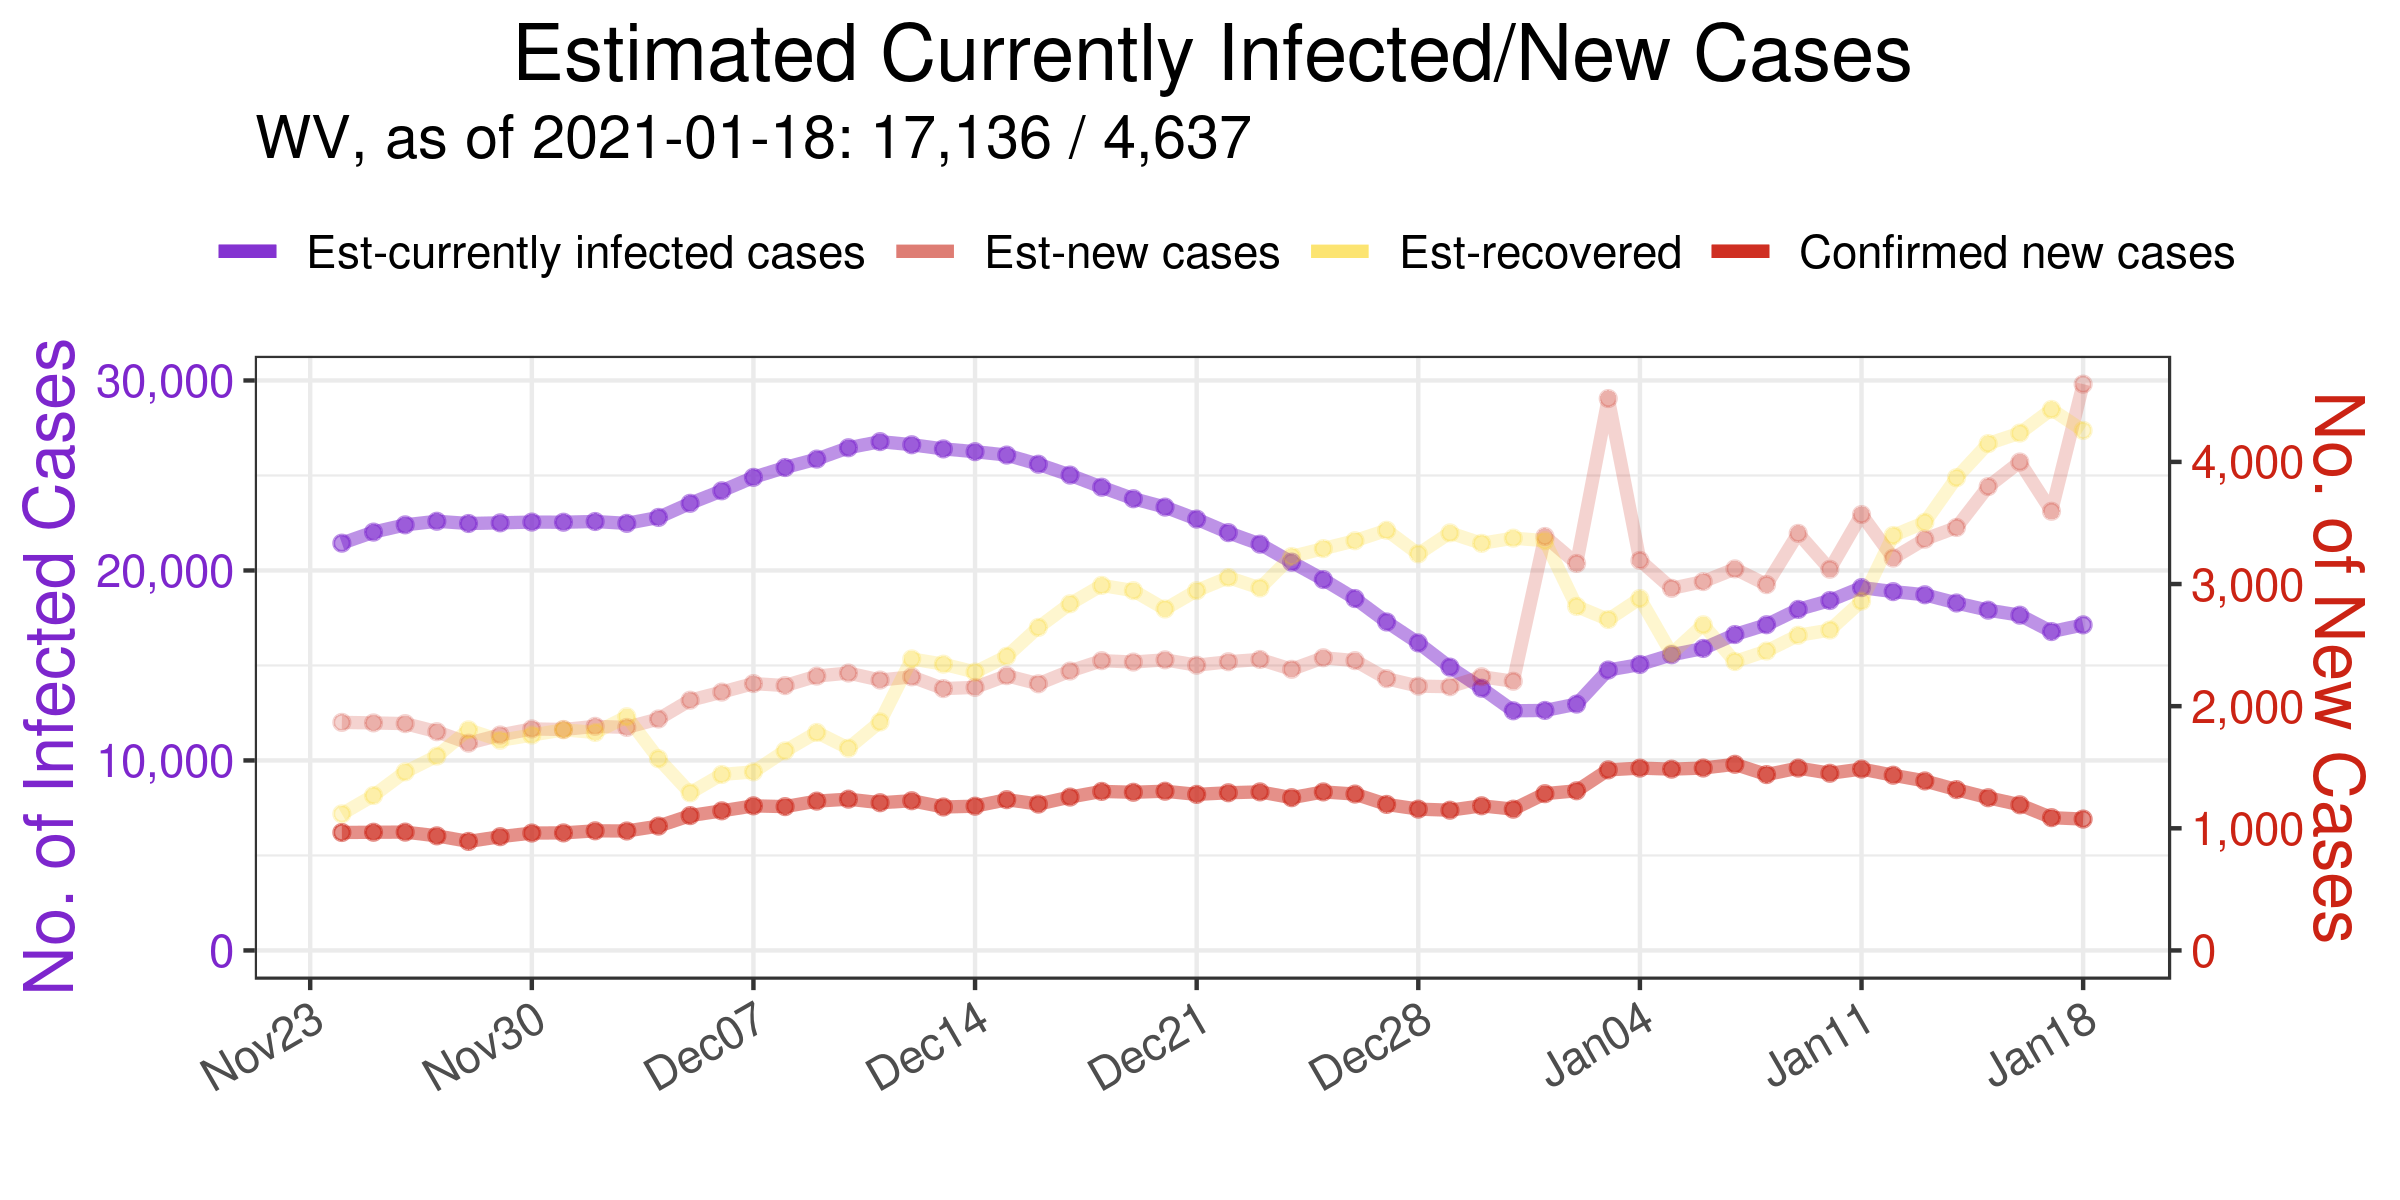 Estimated Currently Infected/New Cases
WV, as of 2021-01-18: 17,136 / 4,637
Est-currently infected cases Est-new cases Est-recovered Confirmed new cases
No. of Infected Cases
30,000
20,000
10,000
0
4,000
3,000
2,000
1,000
0
No. of New Cases
Nov23 Nov30 Dec07 Dec14 Dec21 Dec28 Jan04 Jan11 Jan18